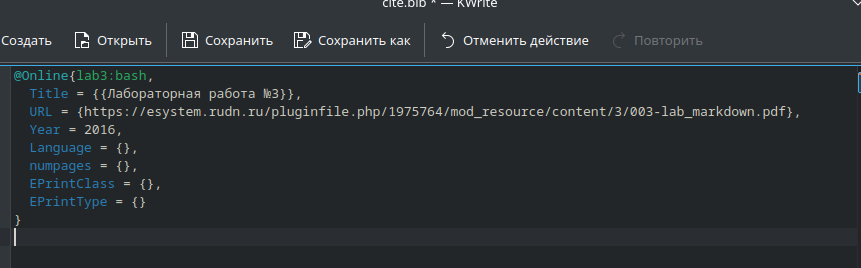 cite.bib * — KWrite
Создать Открыть Сохранить Сохранить как Отменить действие Повторить
@Online{lab3:bash,
Title = {{Лабораторная работа №3}},
URL = {https://esystem.rudn.ru/pluginfile.php/1975764/mod_resource/content/3/003-lab_markdown.pdf},
Year = 2016,
Language = {},
numpages = {},
EPrintClass = {},
EPrintType = {}
}